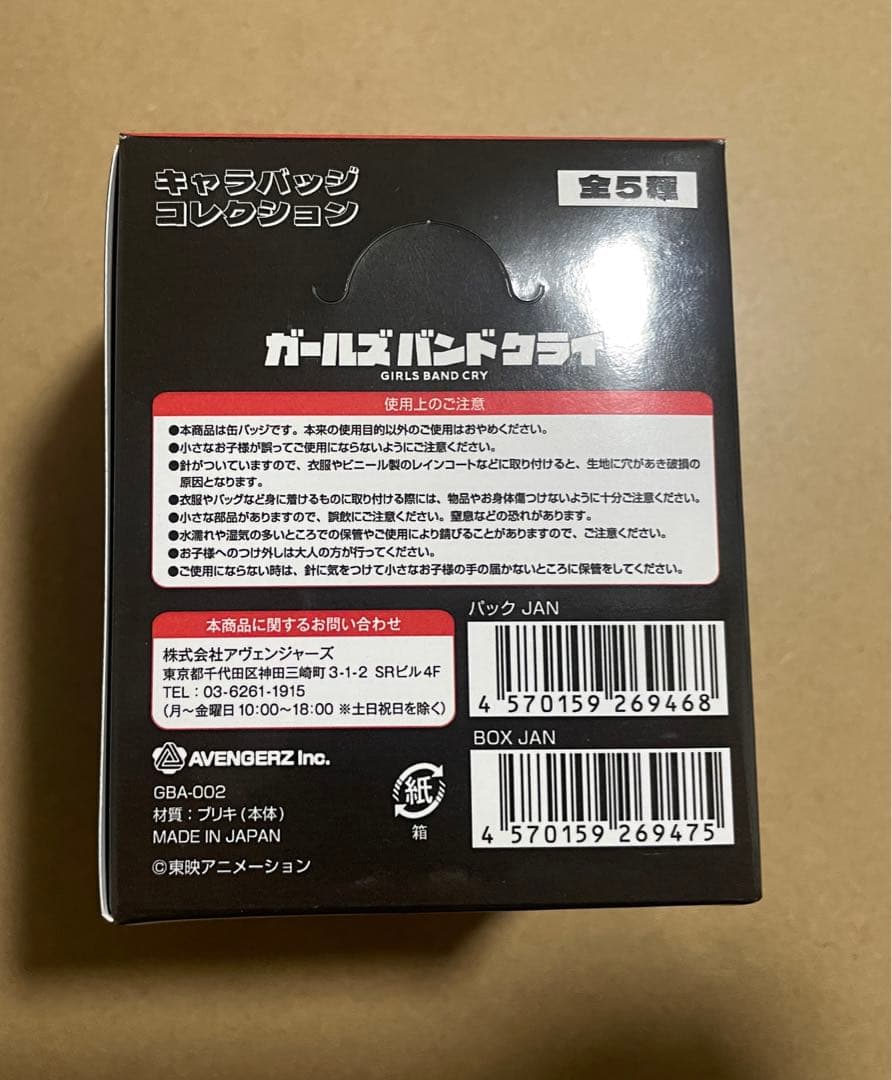 キャラバッジ
コレクション
全5種
ガールズバンドクライ
GIRLS BAND CRY
使用上のご注意
●本商品は缶バッジです。本来の使用目的以外のご使用はおやめください。
●小さなお子様が誤ってご使用にならないようにご注意ください。
●針がついていますので、衣服やビニール製のレインコートなどに取り付けると、生地に穴があき破損の
原因となります。
●衣服やバッグなど身に着けるものに取り付ける際には、物品やお身体傷つけないように十分ご注意ください。
●小さな部品がありますので、誤飲にご注意ください。窒息などの恐れがあります。
●水濡れや湿気の多いところでの保管やご使用により錆びることがありますので、ご注意ください。
●お子様へのつけ外しは大人の方が行ってください。
●ご使用にならない時は、針に気をつけて小さなお子様の手の届かないところに保管をしてください。
本商品に関するお問い合わせ
株式会社アヴェンジャーズ
東京都千代田区神田三崎町3-1-2 SRビル4F
TEL：03-6261-1915
(月〜金曜日10:00〜18:00 ※土日祝日を除く)
パック JAN
4 570159 269468
BOX JAN
4 570159 269475
AVENGERZ Inc.
GBA-002
材質：ブリキ(本体)
MADE IN JAPAN
©東映アニメーション
紙
箱